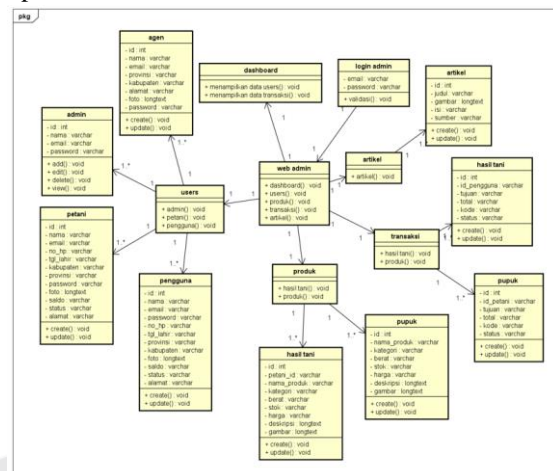 pkg
agen
- id : int
- nama : varchar
- email : varchar
- provinsi : varchar
- kabupaten : varchar
- alamat : varchar
- foto : longtext
- password : varchar
+ create() : void
+ update() : void
dashboard
+ menampilkan data users() : void
+ menampilkan data transaksi() : void
login admin
- email : varchar
- password : varchar
+ validasi() : void
artikel
- id : int
- judul : varchar
- gambar : longtext
- isi : varchar
- sumber : varchar
+ create() : void
+ update() : void
admin
- id : int
- nama : varchar
- email : varchar
- password : varchar
+ add() : void
+ edit() : void
+ delete() : void
+ view() : void
users
+ admin() : void
+ petani() : void
+ pengguna() : void
web admin
+ dashboard() : void
+ users() : void
+ produk() : void
+ transaksi() : void
+ artikel() : void
artikel
+ artikel() : void
hasil tani
- id : int
- id_pengguna : varchar
- tujuan : varchar
- total : varchar
- kode : varchar
- status : varchar
+ create() : void
+ update() : void
petani
- id : int
- nama : varchar
- email : varchar
- no_hp : varchar
- tgl_lahir : varchar
- kabupaten : varchar
- provinsi : varchar
- password : varchar
- foto : longtext
- saldo : varchar
- status : varchar
- alamat : varchar
+ create() : void
+ update() : void
transaksi
+ hasil tani() : void
+ produk() : void
pengguna
- id : int
- nama : varchar
- email : varchar
- password : varchar
- no_hp : varchar
- tgl_lahir : varchar
- provinsi : varchar
- kabupaten : varchar
- foto : longtext
- saldo : varchar
- status : varchar
- alamat : varchar
+ create() : void
+ update() : void
produk
+ hasil tani() : void
+ produk() : void
pupuk
- id : int
- id_petani : varchar
- tujuan : varchar
- total : varchar
- kode : varchar
- status : varchar
+ create() : void
+ update() : void
hasil tani
- id : int
- petani_id : varchar
- nama_produk : varchar
- kategori : varchar
- berat : varchar
- stok : varchar
- harga : varchar
- deskripsi : longtext
- gambar : longtext
+ create() : void
+ update() : void
pupuk
- id : int
- nama_produk : varchar
- kategori : varchar
- berat : varchar
- stok : varchar
- harga : varchar
- deskripsi : longtext
- gambar : longtext
+ create() : void
+ update() : void